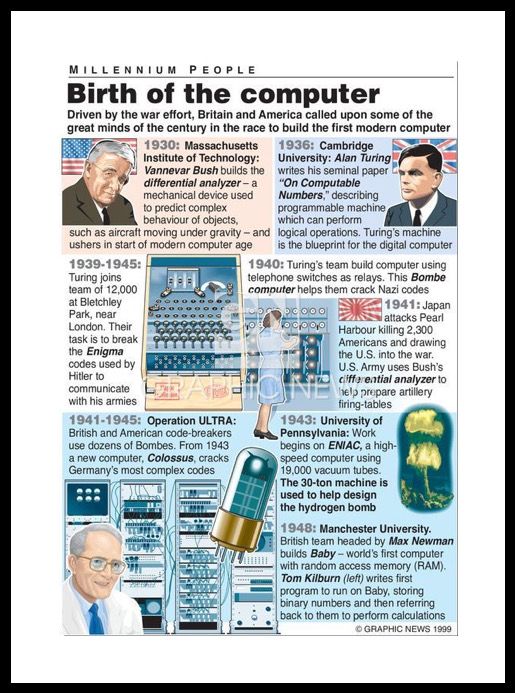 MILLENNIUM PEOPLE
Birth of the computer
Driven by the war effort, Britain and America called upon some of the
great minds of the century in the race to build the first modern computer
1930: Massachusetts
Institute of Technology:
Vannevar Bush builds the
differential analyzer – a
mechanical device used
to predict complex
behaviour of objects,
such as aircraft moving under gravity – and
ushers in start of modern computer age
1936: Cambridge
University: Alan Turing
writes his seminal paper
“On Computable
Numbers,” describing
programmable machine
which can perform
logical operations. Turing’s machine
is the blueprint for the digital computer
1939-1945:
Turing joins
team of 12,000
at Bletchley
Park, near
London. Their
task is to break
the Enigma
codes used by
Hitler to
communicate
with his armies
1940: Turing’s team build computer using
telephone switches as relays. This Bombe
computer helps them crack Nazi codes
1941: Japan
attacks Pearl
Harbour killing 2,300
Americans and drawing
the U.S. into the war.
U.S. Army uses Bush’s
differential analyzer to
help prepare artillery
firing-tables
GRAPHIC NEWS
1941-1945: Operation ULTRA:
British and American code-breakers
use dozens of Bombes. From 1943
a new computer, Colossus, cracks
Germany’s most complex codes
1943: University of
Pennsylvania: Work
begins on ENIAC, a high-
speed computer using
19,000 vacuum tubes.
The 30-ton machine is
used to help design
the hydrogen bomb
1948: Manchester University.
British team headed by Max Newman
builds Baby – world’s first computer
with random access memory (RAM).
Tom Kilburn (left) writes first
program to run on Baby, storing
binary numbers and then referring
back to them to perform calculations
© GRAPHIC NEWS 1999